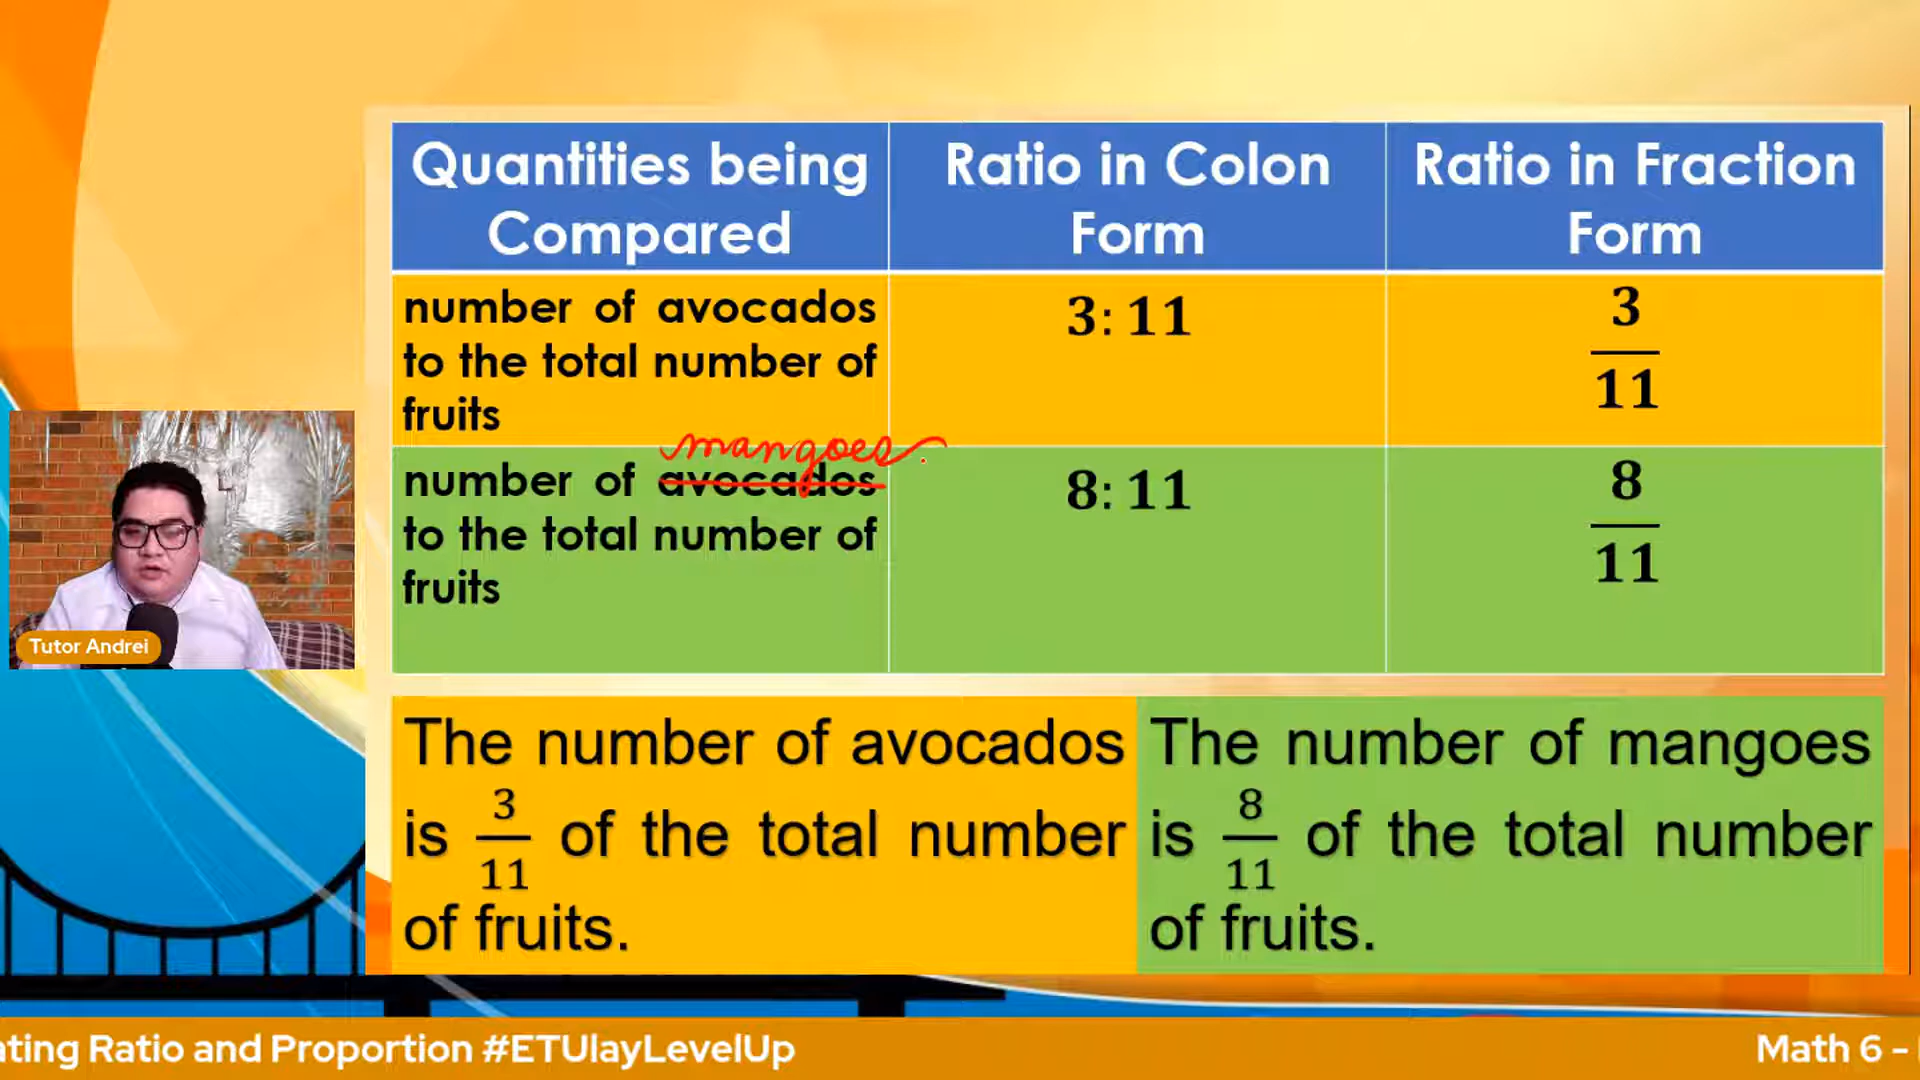 Quantities being
Compared
Ratio in Colon
Form
Ratio in Fraction
Form
number of avocados
to the total number of
fruits
3: 11
3
11
mangoes
number of avocados
to the total number of
fruits
8: 11
8
11
Tutor Andrei
The number of avocados
is 3/11 of the total number
of fruits.
The number of mangoes
is 8/11 of the total number
of fruits.
ating Ratio and Proportion #ETUlayLevelUp
Math 6 -